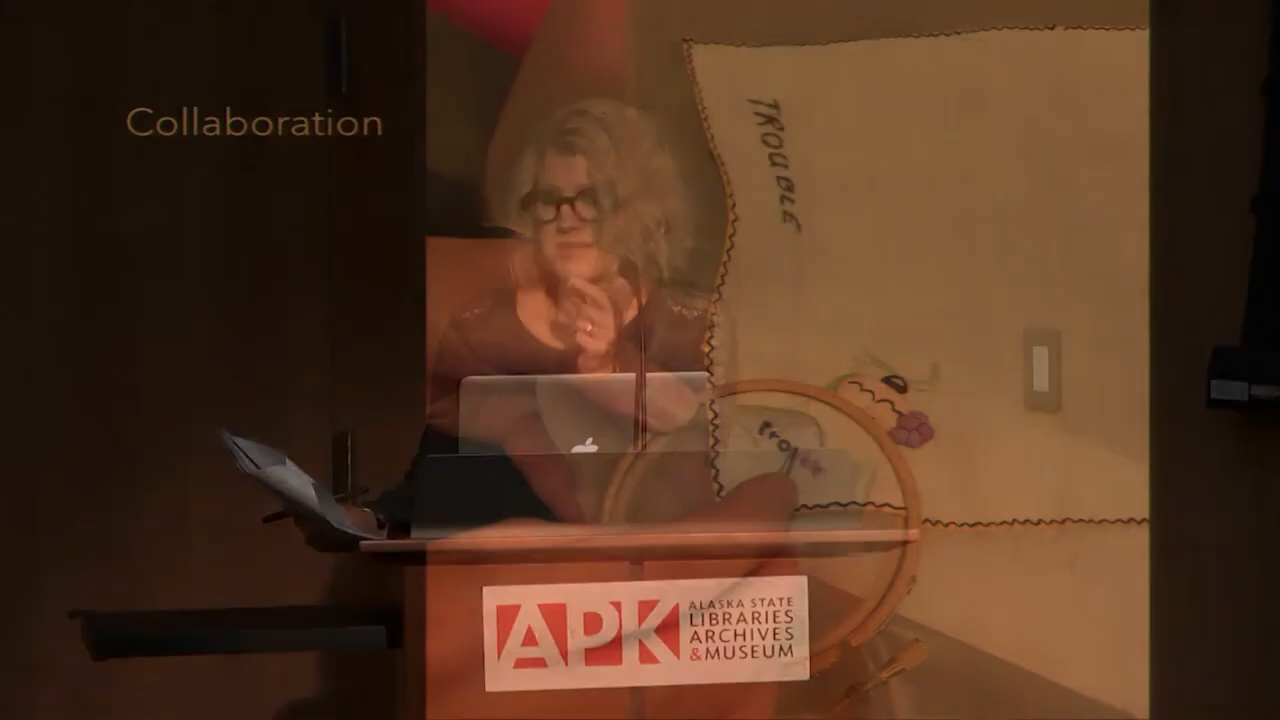 Collaboration
TROUBLE
APK
ALASKA STATE
LIBRARIES
ARCHIVES
&MUSEUM